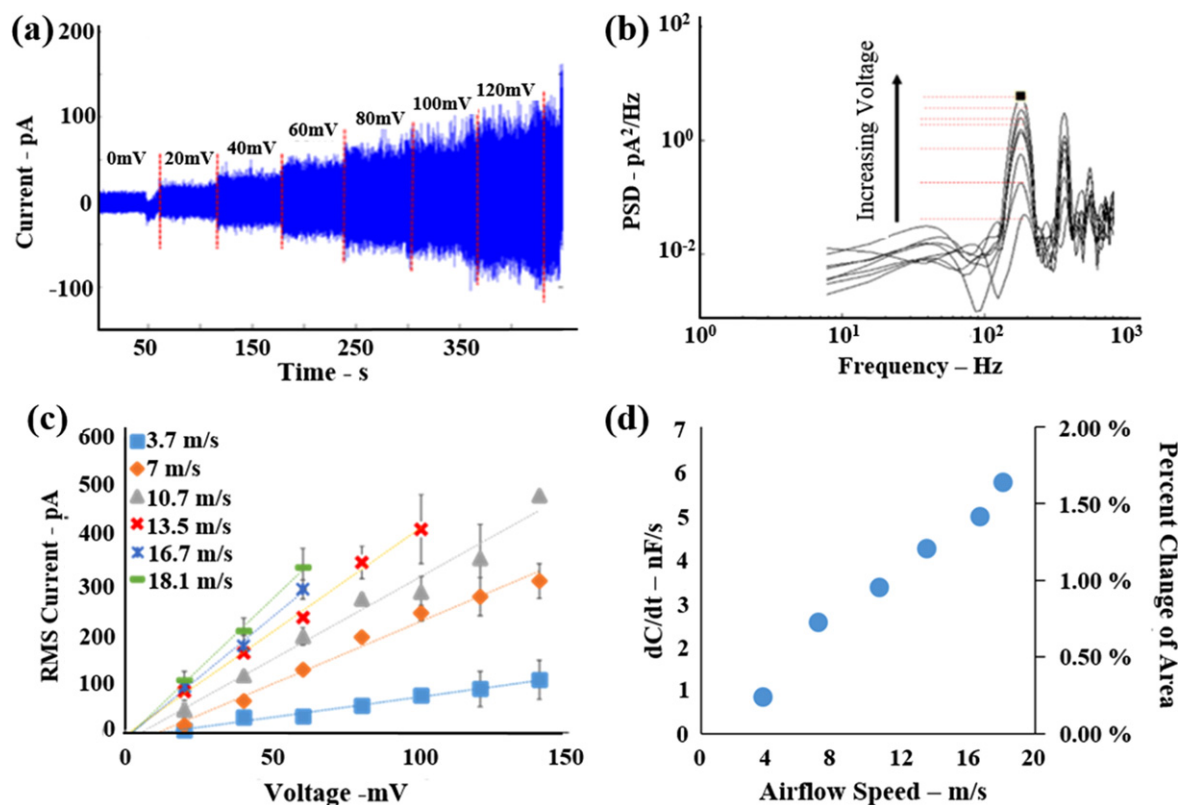 (a)
200
100
0
-100
Current - pA
0mV
20mV
40mV
60mV
80mV
100mV
120mV
50
150
250
350
Time - s
(b)
10²
10⁰
10⁻²
PSD - pA²/Hz
Increasing Voltage
10⁰
10¹
10²
10³
Frequency – Hz
(c)
600
500
400
300
200
100
0
RMS Current - pA
3.7 m/s
7 m/s
10.7 m/s
13.5 m/s
16.7 m/s
18.1 m/s
0
50
100
150
Voltage -mV
(d)
7
6
5
4
3
2
1
0
dC/dt – nF/s
2.00 %
1.50 %
1.00 %
0.50 %
0.00 %
Percent Change of Area
0
4
8
12
16
20
Airflow Speed – m/s